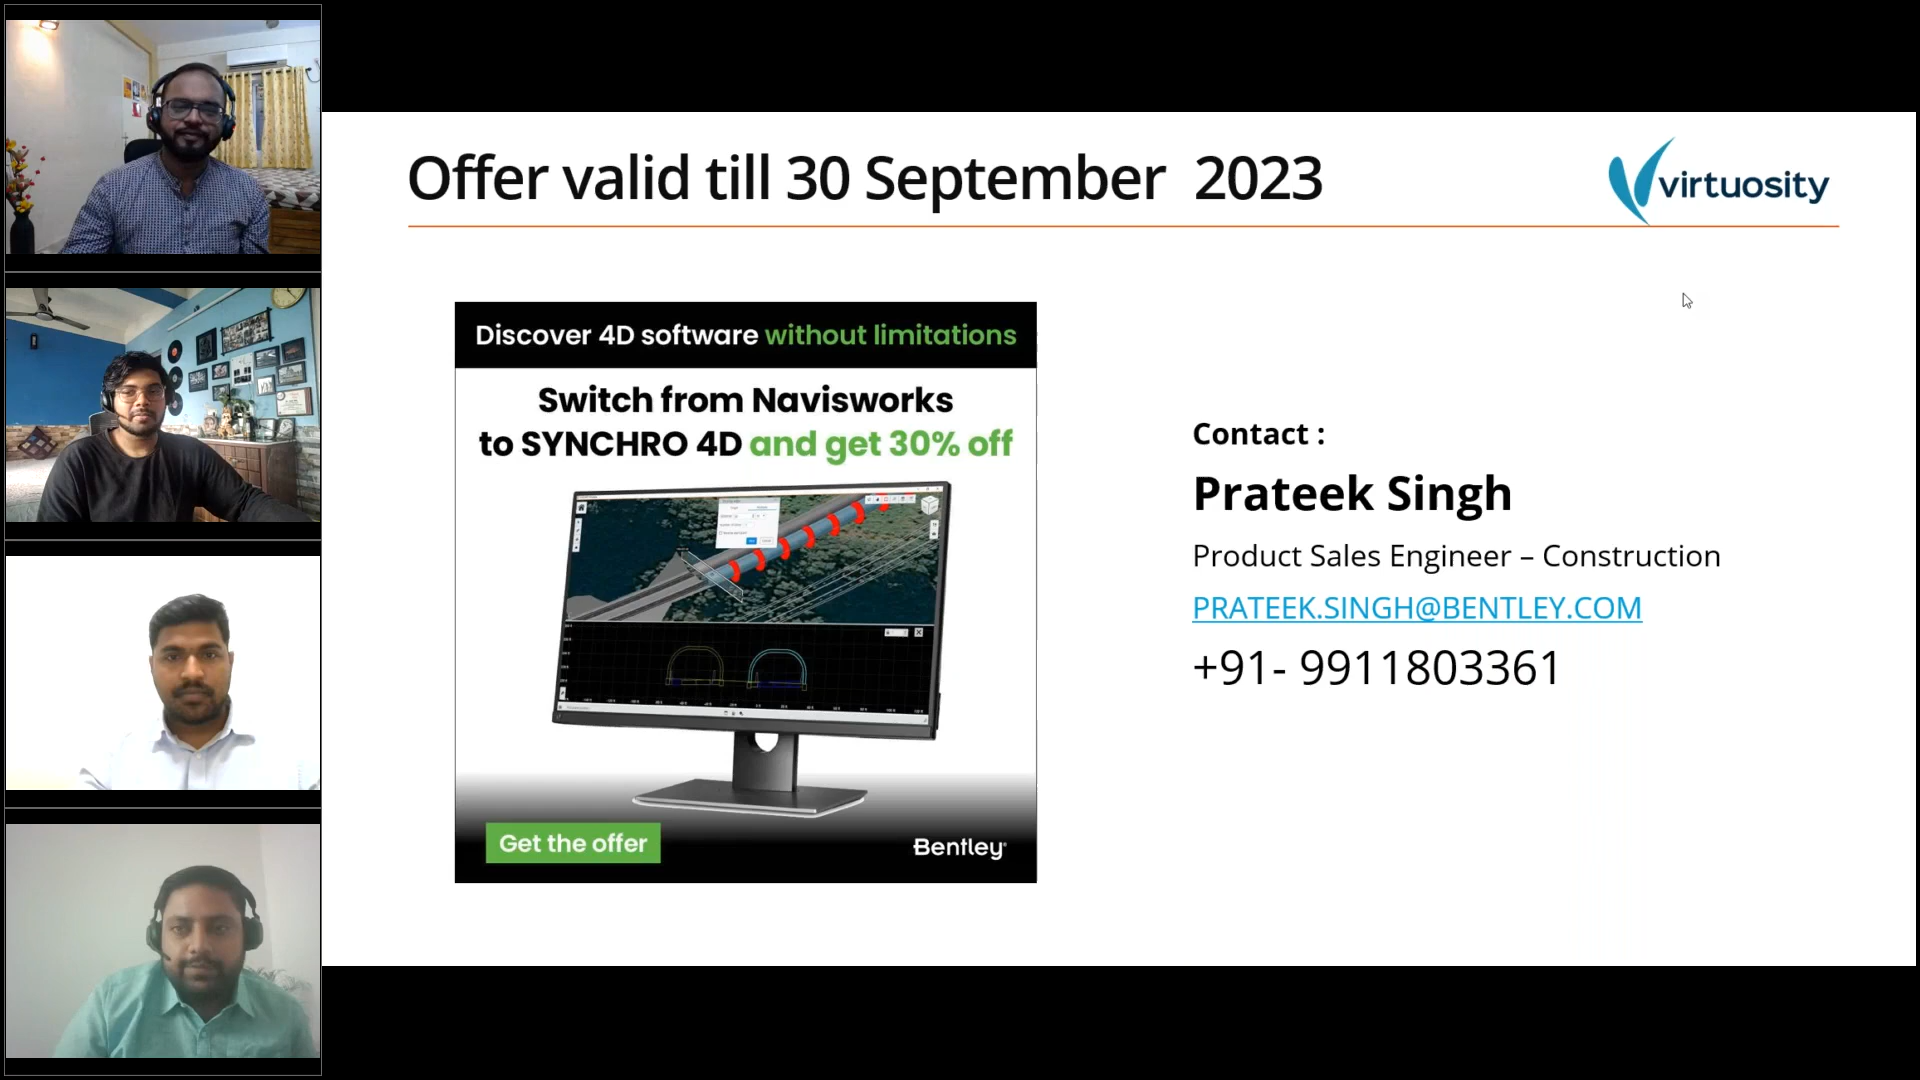 Offer valid till 30 September 2023
virtuosity
Discover 4D software without limitations
Switch from Navisworks
to SYNCHRO 4D and get 30% off
Get the offer
Bentley
Contact :
Prateek Singh
Product Sales Engineer – Construction
PRATEEK.SINGH@BENTLEY.COM
+91- 9911803361